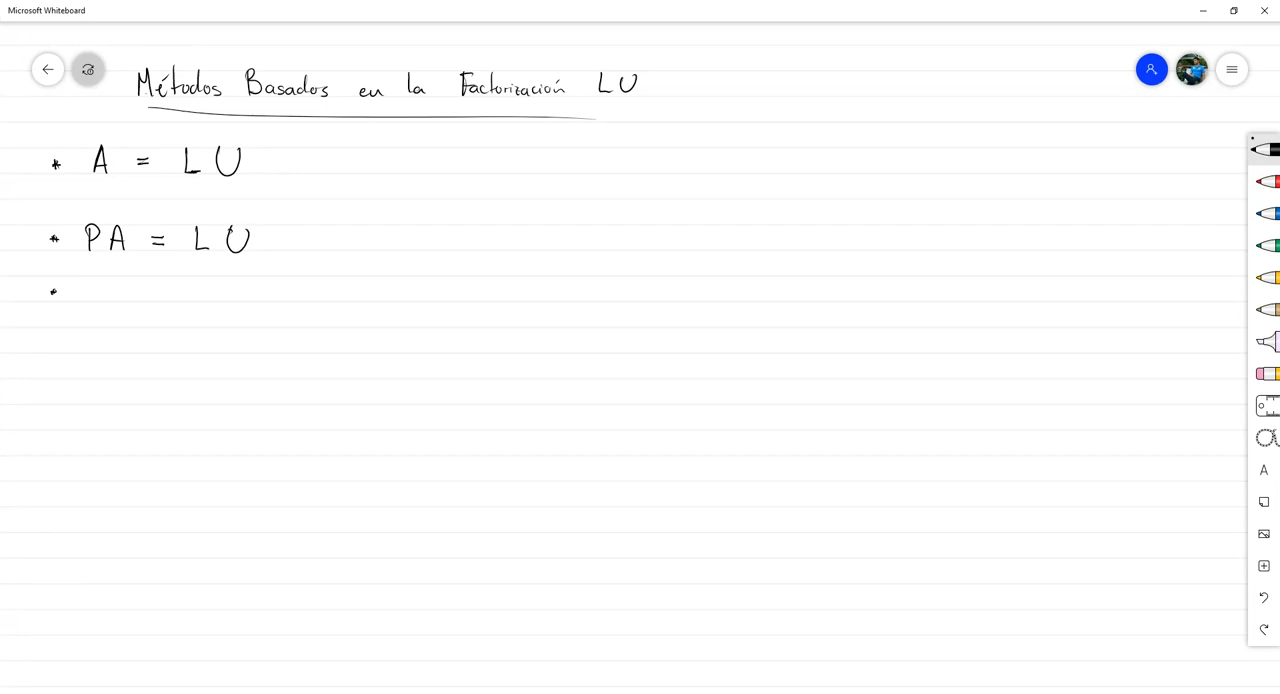 Microsoft Whiteboard
Métodos Basados en la Factorización LU
* A = LU
* PA = LU
A